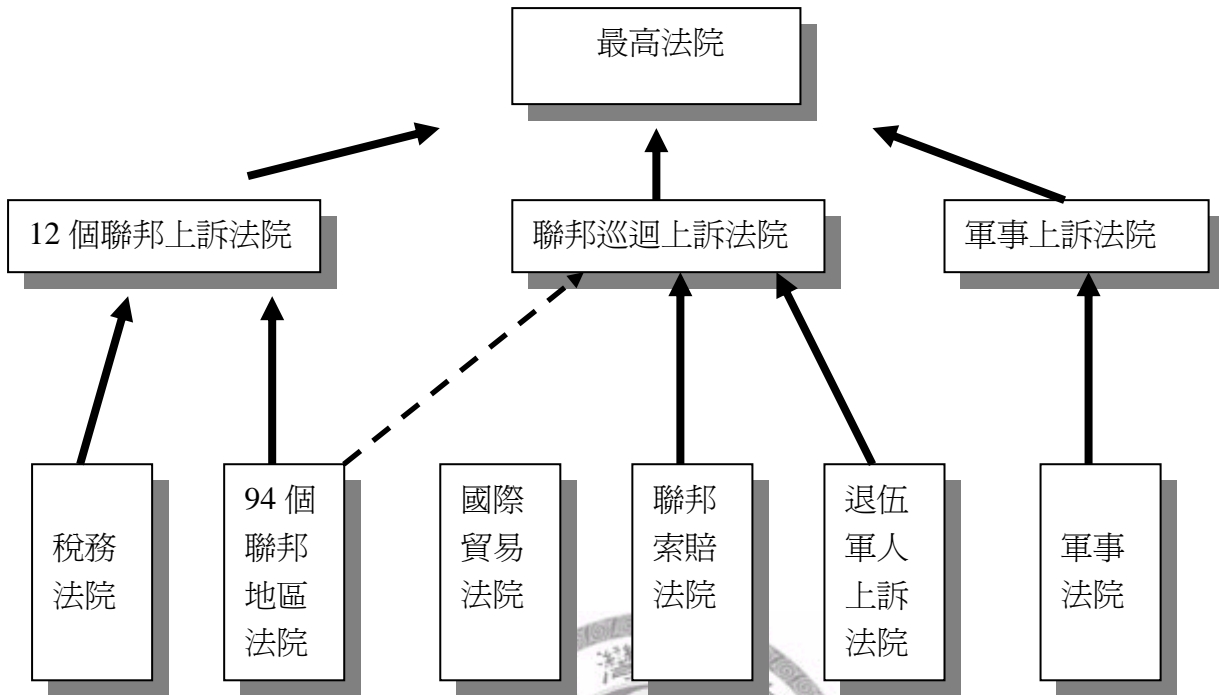 最高法院
12 個聯邦上訴法院
聯邦巡迴上訴法院
軍事上訴法院
稅務
法院
94 個
聯邦
地區
法院
國際
貿易
法院
聯邦
索賠
法院
退伍
軍人
上訴
法院
軍事
法院
灣